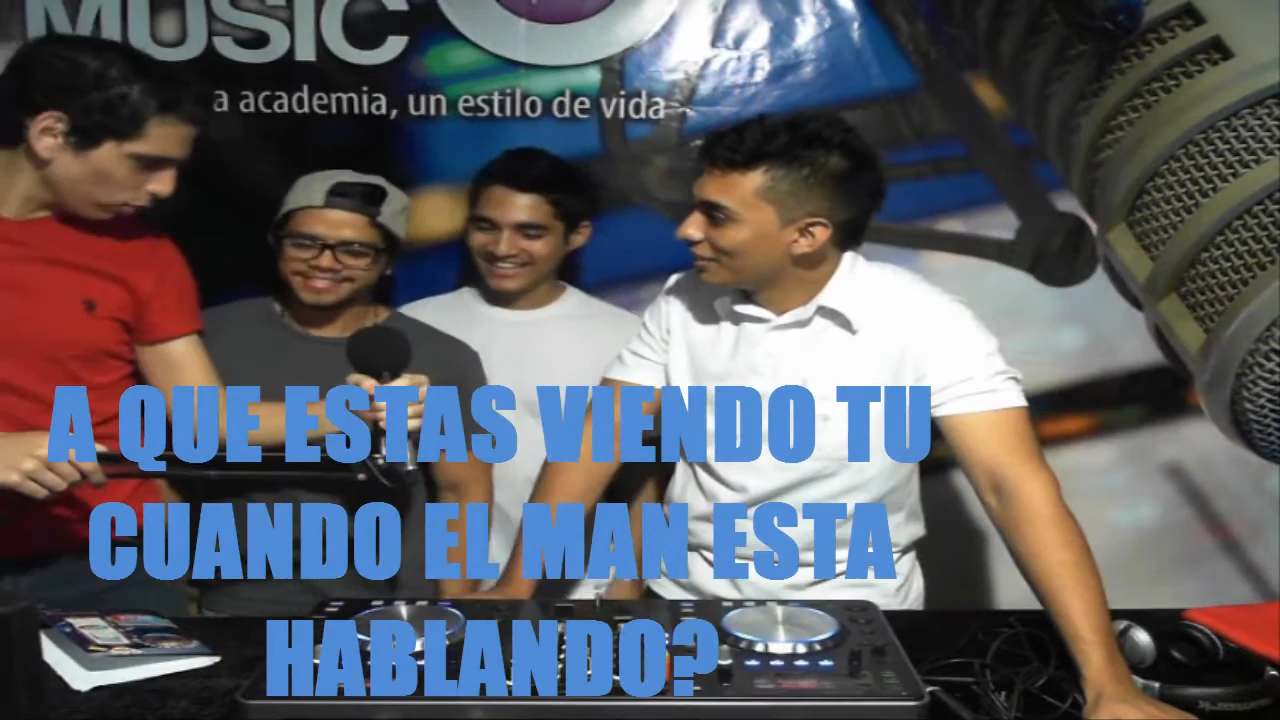 MUSIC
a academia, un estilo de vida
A QUE ESTAS VIENDO TU
CUANDO EL MAN ESTA
HABLANDO?